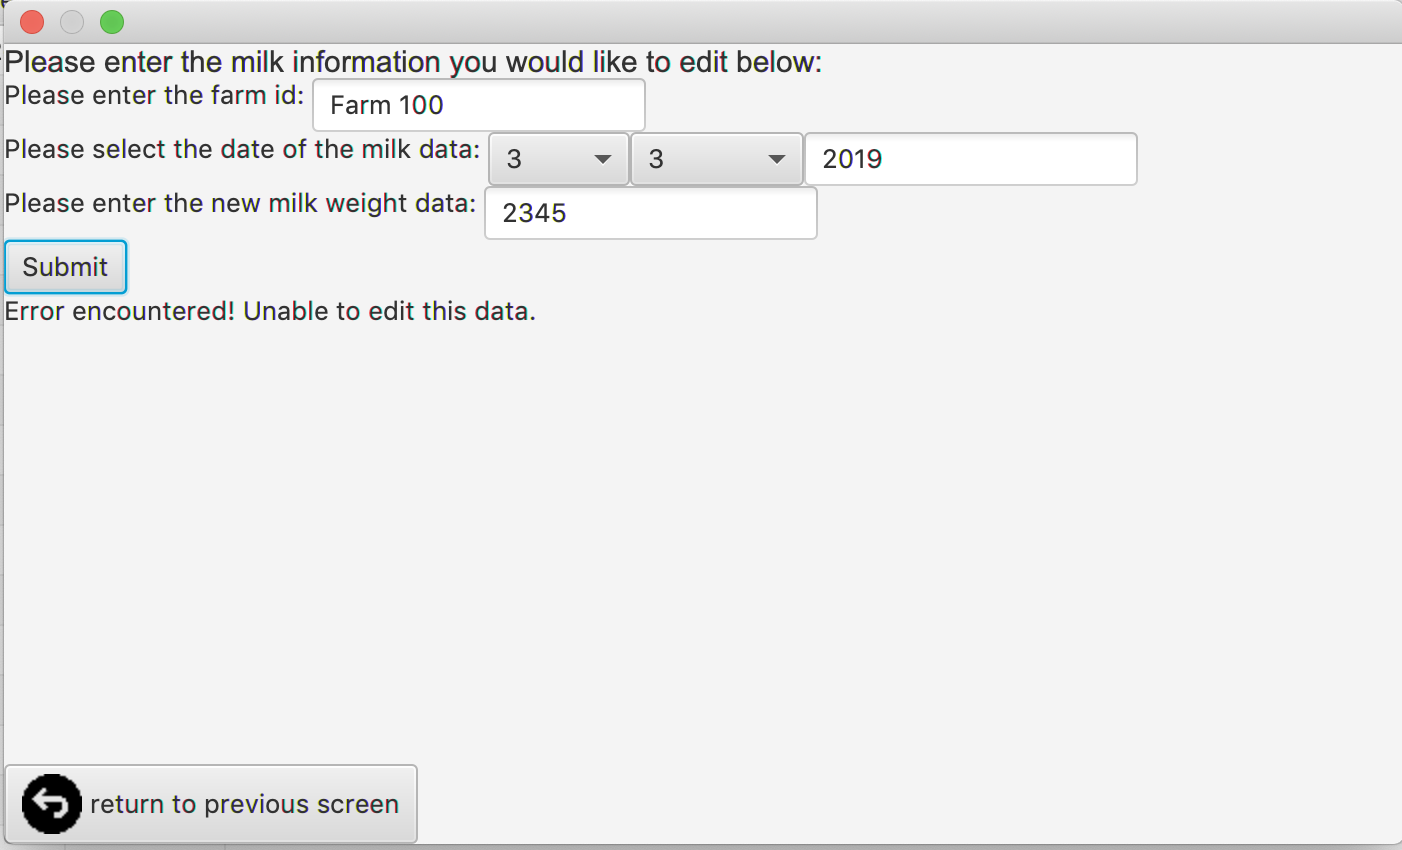 Please enter the milk information you would like to edit below:
Please enter the farm id: Farm 100
Please select the date of the milk data: 3 3 2019
Please enter the new milk weight data: 2345
Submit
Error encountered! Unable to edit this data.
return to previous screen